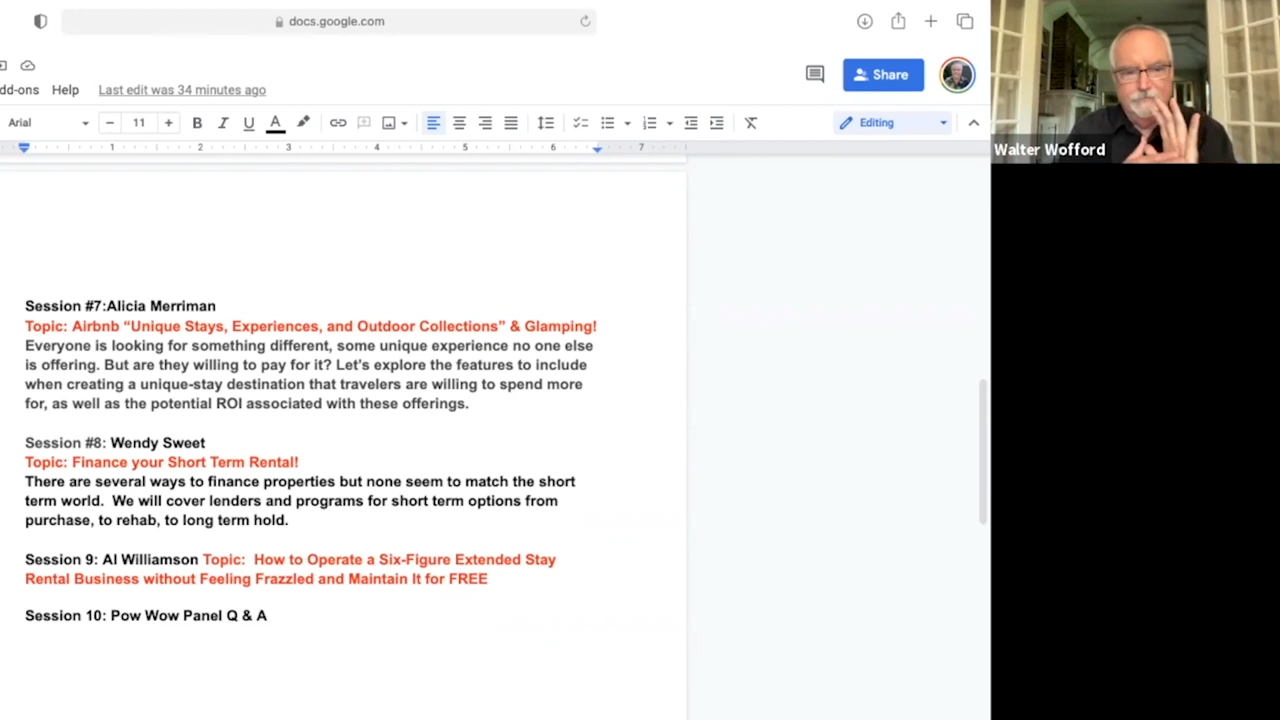 docs.google.com
dd-ons Help Last edit was 34 minutes ago
Share
Arial 11 B I U A Editing
1 2 3 4 5 6 7
Walter Wofford
Session #7:Alicia Merriman
Topic: Airbnb “Unique Stays, Experiences, and Outdoor Collections” & Glamping!
Everyone is looking for something different, some unique experience no one else
is offering. But are they willing to pay for it? Let’s explore the features to include
when creating a unique-stay destination that travelers are willing to spend more
for, as well as the potential ROI associated with these offerings.
Session #8: Wendy Sweet
Topic: Finance your Short Term Rental!
There are several ways to finance properties but none seem to match the short
term world.  We will cover lenders and programs for short term options from
purchase, to rehab, to long term hold.
Session 9: Al Williamson Topic:  How to Operate a Six-Figure Extended Stay
Rental Business without Feeling Frazzled and Maintain It for FREE
Session 10: Pow Wow Panel Q & A